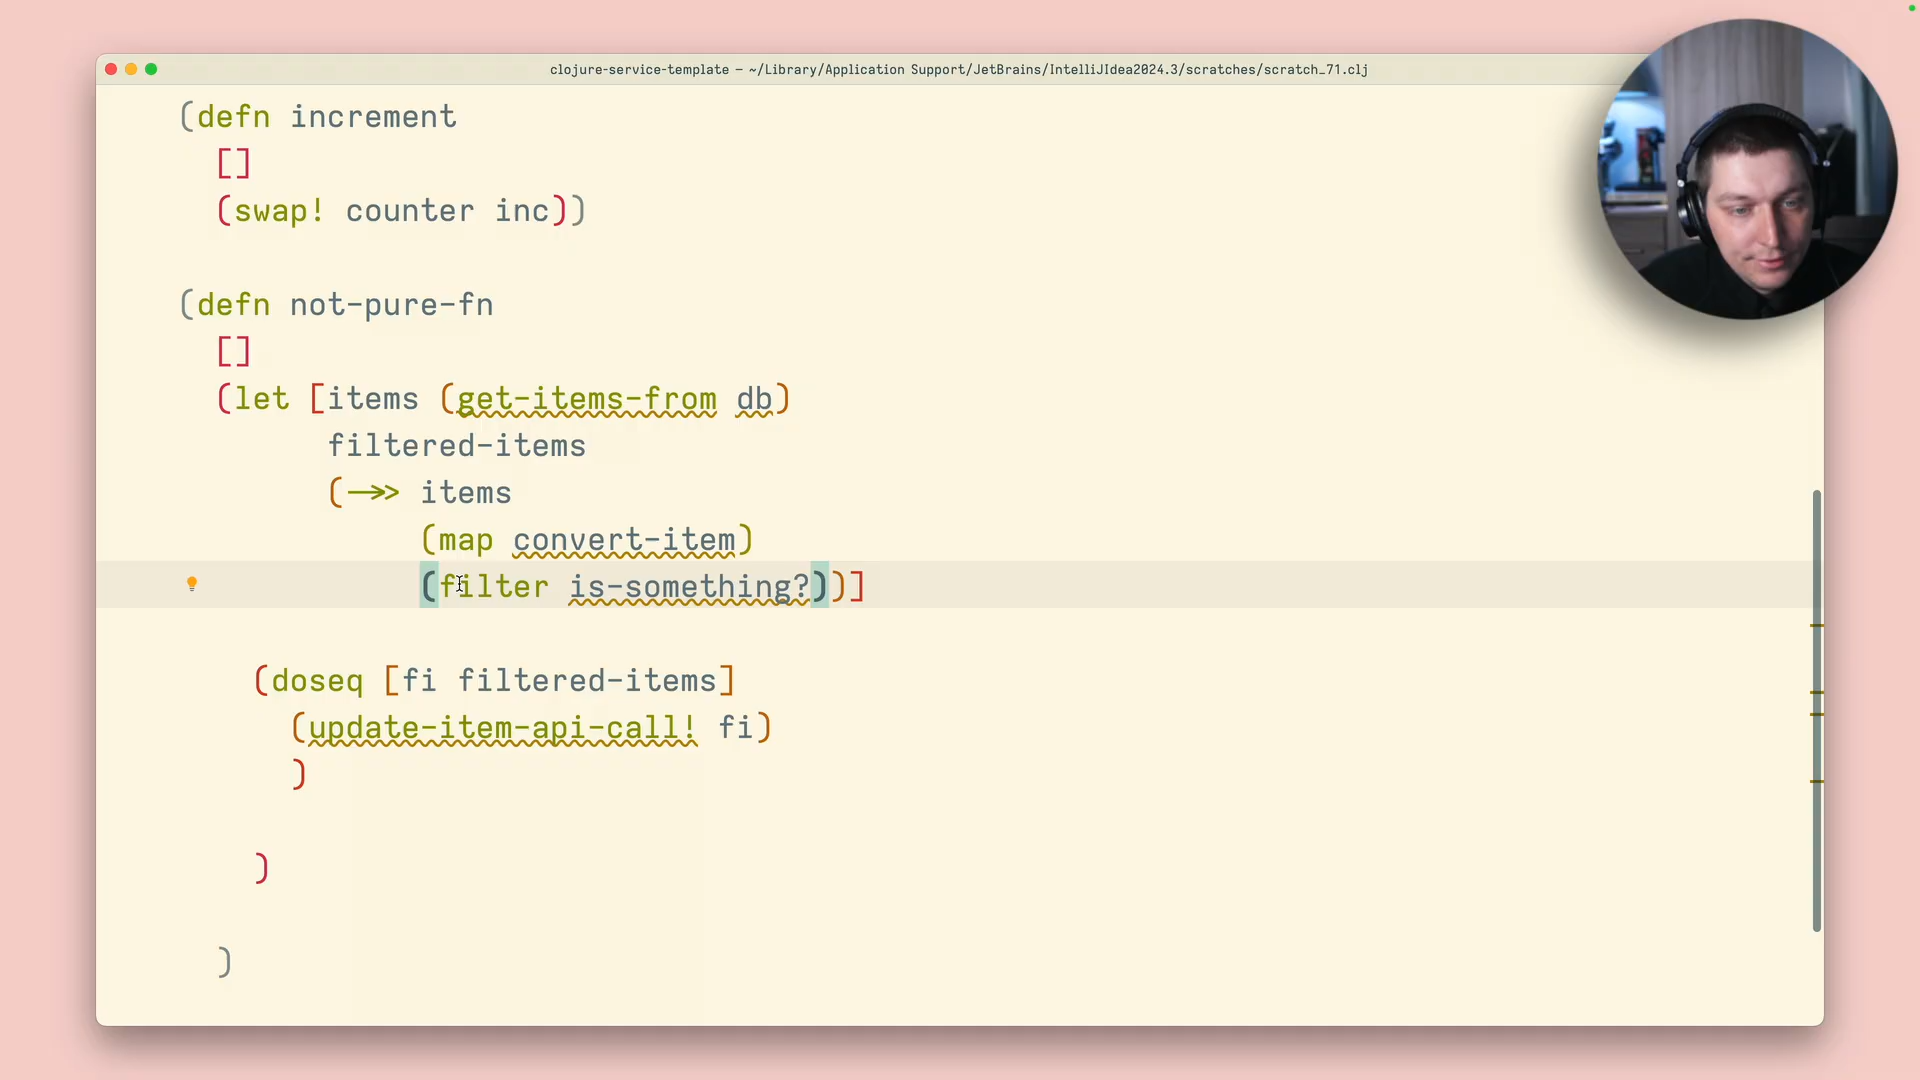 clojure-service-template – ~/Library/Application Support/JetBrains/IntelliJIdea2024.3/scratches/scratch_71.clj
(defn increment
[]
(swap! counter inc))
(defn not-pure-fn
[]
(let [items (get-items-from db)
filtered-items
(->> items
(map convert-item)
(filter is-something?))]
(doseq [fi filtered-items]
(update-item-api-call! fi)
)
)
)